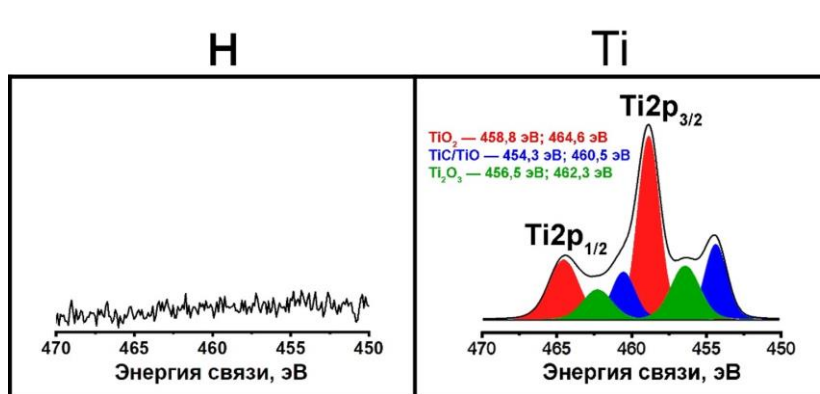 Н
Ti
Ti2p3/2
TiO2 — 458,8 эВ; 464,6 эВ
TiC/TiO — 454,3 эВ; 460,5 эВ
Ti2O3 — 456,5 эВ; 462,3 эВ
Ti2p1/2
470 465 460 455 450
Энергия связи, эВ
470 465 460 455 450
Энергия связи, эВ